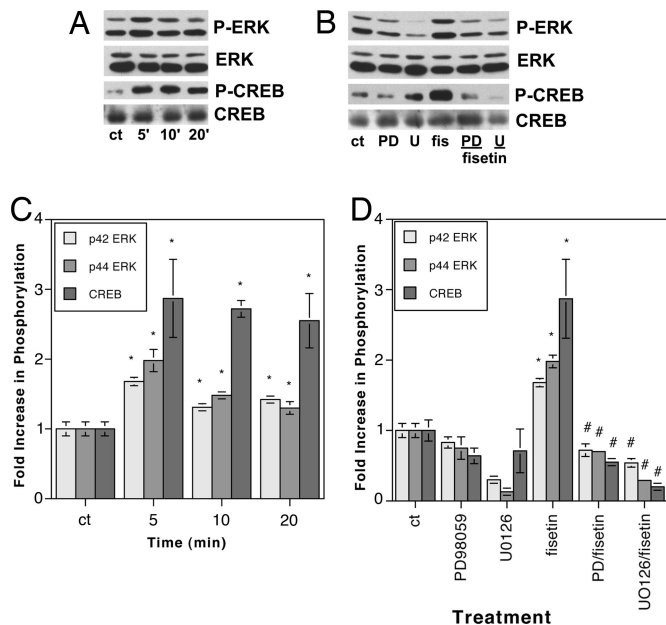 A
P-ERK
ERK
P-CREB
CREB
ct 5' 10' 20'
B
P-ERK
ERK
P-CREB
CREB
ct PD U fis PD U
fisetin
C
Fold Increase in Phosphorylation
4
3
2
1
0
p42 ERK
p44 ERK
CREB
* * * * * * * * *
ct 5 10 20
Time (min)
D
Fold Increase in Phosphorylation
4
3
2
1
0
p42 ERK
p44 ERK
CREB
* * * # # # # # #
ct
PD98059
U0126
fisetin
PD/fisetin
UO126/fisetin
Treatment